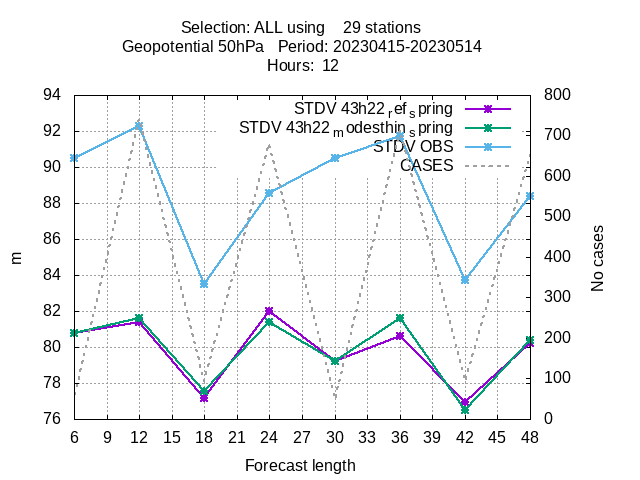 Selection: ALL using    29 stations
Geopotential 50hPa   Period: 20230415-20230514
Hours:  12
STDV 43h22_ref_spring
STDV 43h22_modesthin_spring
STDV OBS
CASES
94
92
90
88
86
84
82
80
78
76
800
700
600
500
400
300
200
100
0
m
No cases
6 9 12 15 18 21 24 27 30 33 36 39 42 45 48
Forecast length